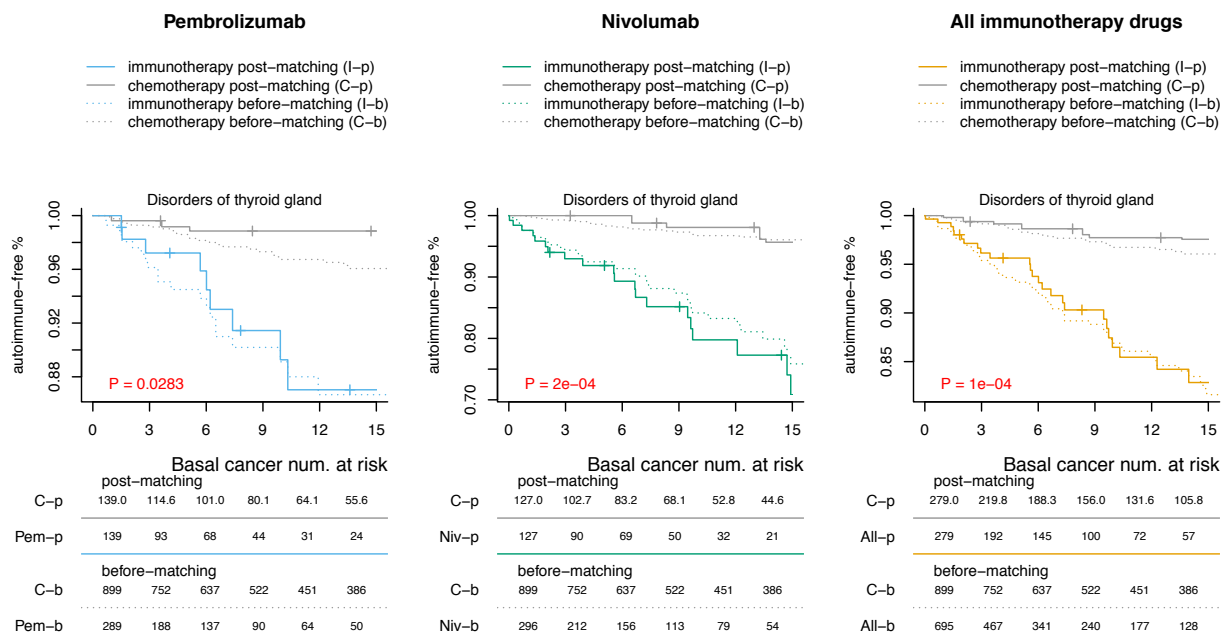 Pembrolizumab
immunotherapy post−matching (I−p)
chemotherapy post−matching (C−p)
immunotherapy before−matching (I−b)
chemotherapy before−matching (C−b)
Disorders of thyroid gland
autoimmune−free %
1.00
0.96
0.92
0.88
P = 0.0283
0 3 6 9 12 15
Basal cancer num. at risk
post−matching
C−p 139.0 114.6 101.0 80.1 64.1 55.6
Pem−p 139 93 68 44 31 24
before−matching
C−b 899 752 637 522 451 386
Pem−b 289 188 137 90 64 50
Nivolumab
immunotherapy post−matching (I−p)
chemotherapy post−matching (C−p)
immunotherapy before−matching (I−b)
chemotherapy before−matching (C−b)
Disorders of thyroid gland
autoimmune−free %
1.00
0.90
0.80
0.70
P = 2e−04
0 3 6 9 12 15
Basal cancer num. at risk
post−matching
C−p 127.0 102.7 83.2 68.1 52.8 44.6
Niv−p 127 90 69 50 32 21
before−matching
C−b 899 752 637 522 451 386
Niv−b 296 212 156 113 79 54
All immunotherapy drugs
immunotherapy post−matching (I−p)
chemotherapy post−matching (C−p)
immunotherapy before−matching (I−b)
chemotherapy before−matching (C−b)
Disorders of thyroid gland
autoimmune−free %
1.00
0.95
0.90
0.85
P = 1e−04
0 3 6 9 12 15
Basal cancer num. at risk
post−matching
C−p 279.0 219.8 188.3 156.0 131.6 105.8
All−p 279 192 145 100 72 57
before−matching
C−b 899 752 637 522 451 386
All−b 695 467 341 240 177 128